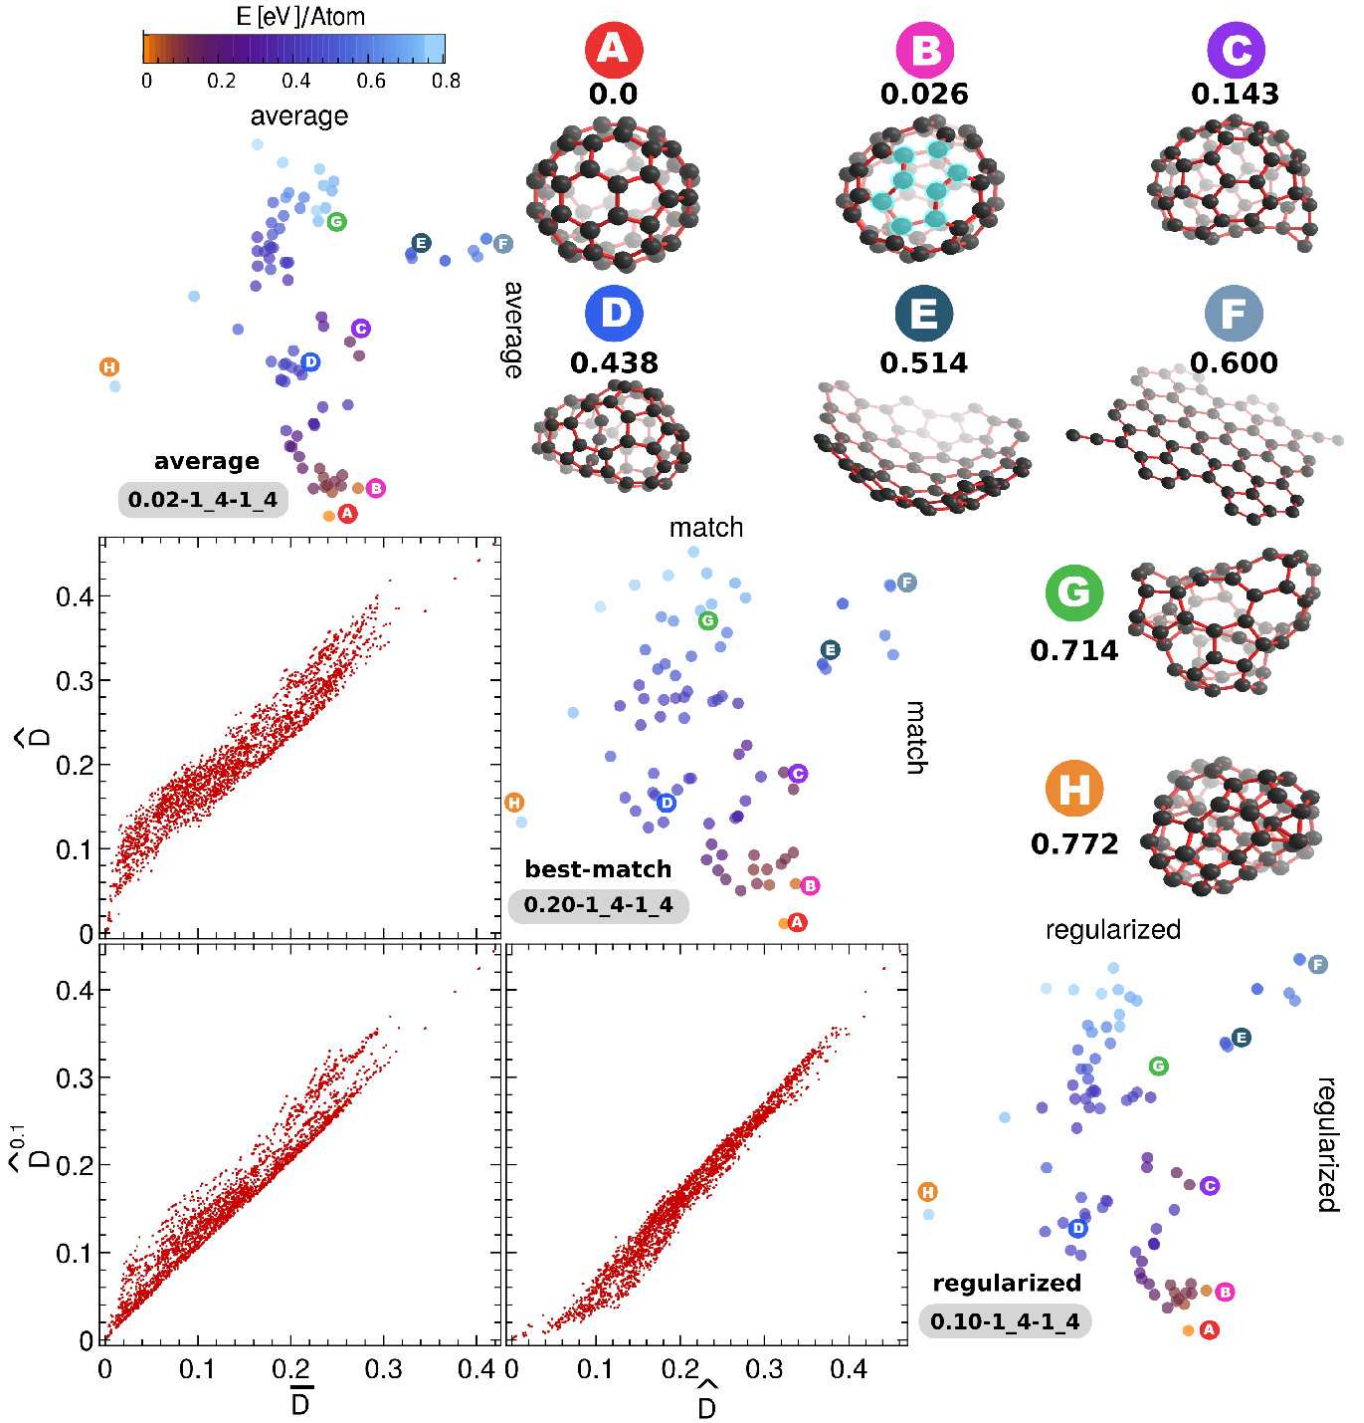 E [eV]/Atom
0 0.2 0.4 0.6 0.8
average
A
0.0
B
0.026
C
0.143
D
0.438
E
0.514
F
0.600
G
0.714
H
0.772
G
E
F
C
H
D
B
A
average
average
0.02-1_4-1_4
match
F
G
E
C
H
D
B
A
match
best-match
0.20-1_4-1_4
regularized
F
E
G
C
H
D
B
A
regularized
regularized
0.10-1_4-1_4
0.4
0.3
0.2
0.1
0
D̂
0.4
0.3
0.2
0.1
0
D̂^0.1
0 0.1 0.2 0.3 0.4
D̅
0.1 0.2 0.3 0.4
D̂